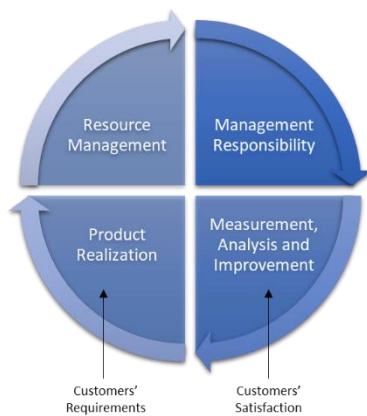 Resource
Management
Management
Responsibility
Product
Realization
Measurement,
Analysis and
Improvement
Customers’
Requirements
Customers’
Satisfaction